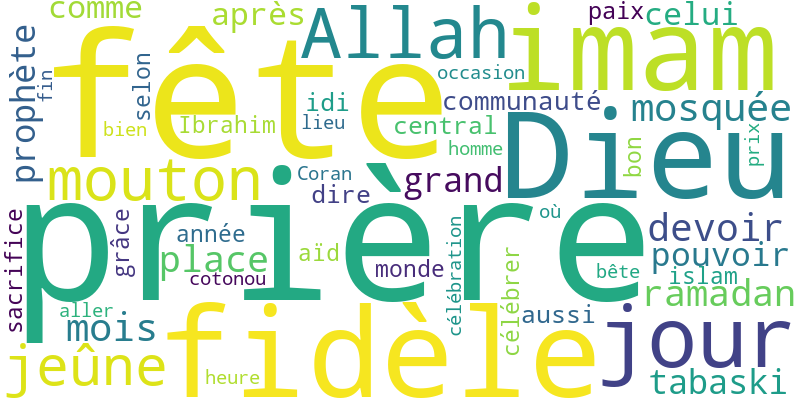 comme
après
Allah
imam
paix
celui
prophète
fin
selon
fête
occasion
idi
communauté
mosquée
bien
Ibrahim
lieu
central
homme
Dieu
bon
prix
mouton
Coran
dire
grand
prière
sacrifice
grâce
année
place
cotonou
aïd
monde
célébration
célébrer
où
bête
devoir
pouvoir
islam
ramadan
aller
mois
fidèle
aussi
jour
jeûne
heure
tabaski